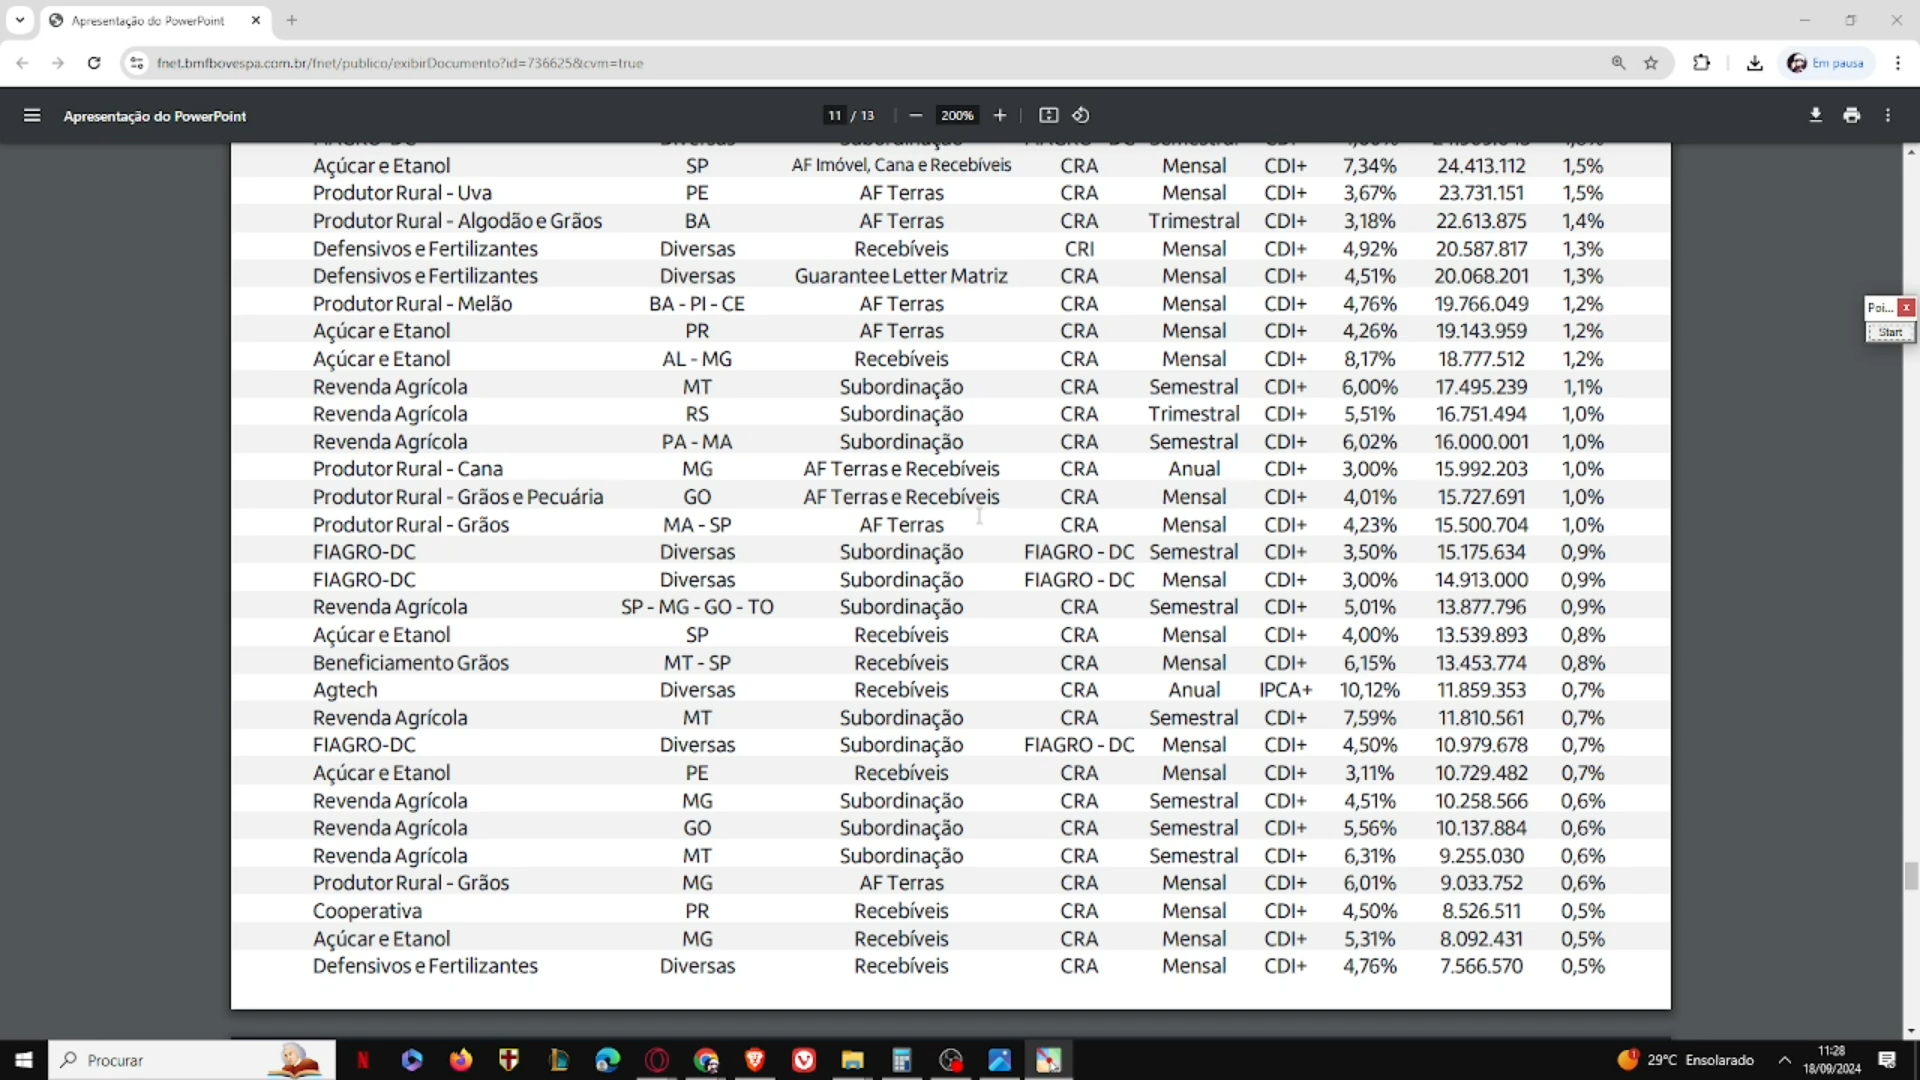 Apresentação do PowerPoint
fnet.bmfbovespa.com.br/fnet/publico/exibirDocumento?id=736625&cvm=true
Em pausa
Apresentação do PowerPoint 11 / 13 200%
Açúcar e Etanol SP AF Imóvel, Cana e Recebíveis CRA Mensal CDI+ 7,34% 24.413.112 1,5%
Produtor Rural - Uva PE AF Terras CRA Mensal CDI+ 3,67% 23.731.151 1,5%
Produtor Rural - Algodão e Grãos BA AF Terras CRA Trimestral CDI+ 3,18% 22.613.875 1,4%
Defensivos e Fertilizantes Diversas Recebíveis CRI Mensal CDI+ 4,92% 20.587.817 1,3%
Defensivos e Fertilizantes Diversas Guarantee Letter Matriz CRA Mensal CDI+ 4,51% 20.068.201 1,3%
Produtor Rural - Melão BA - PI - CE AF Terras CRA Mensal CDI+ 4,76% 19.766.049 1,2%
Açúcar e Etanol PR AF Terras CRA Mensal CDI+ 4,26% 19.143.959 1,2%
Açúcar e Etanol AL - MG Recebíveis CRA Mensal CDI+ 8,17% 18.777.512 1,2%
Revenda Agrícola MT Subordinação CRA Semestral CDI+ 6,00% 17.495.239 1,1%
Revenda Agrícola RS Subordinação CRA Trimestral CDI+ 5,51% 16.751.494 1,0%
Revenda Agrícola PA - MA Subordinação CRA Semestral CDI+ 6,02% 16.000.001 1,0%
Produtor Rural - Cana MG AF Terras e Recebíveis CRA Anual CDI+ 3,00% 15.992.203 1,0%
Produtor Rural - Grãos e Pecuária GO AF Terras e Recebíveis CRA Mensal CDI+ 4,01% 15.727.691 1,0%
Produtor Rural - Grãos MA - SP AF Terras CRA Mensal CDI+ 4,23% 15.500.704 1,0%
FIAGRO-DC Diversas Subordinação FIAGRO - DC Semestral CDI+ 3,50% 15.175.634 0,9%
FIAGRO-DC Diversas Subordinação FIAGRO - DC Mensal CDI+ 3,00% 14.913.000 0,9%
Revenda Agrícola SP - MG - GO - TO Subordinação CRA Semestral CDI+ 5,01% 13.877.796 0,9%
Açúcar e Etanol SP Recebíveis CRA Mensal CDI+ 4,00% 13.539.893 0,8%
Beneficiamento Grãos MT - SP Recebíveis CRA Mensal CDI+ 6,15% 13.453.774 0,8%
Agtech Diversas Recebíveis CRA Anual IPCA+ 10,12% 11.859.353 0,7%
Revenda Agrícola MT Subordinação CRA Semestral CDI+ 7,59% 11.810.561 0,7%
FIAGRO-DC Diversas Subordinação FIAGRO - DC Mensal CDI+ 4,50% 10.979.678 0,7%
Açúcar e Etanol PE Recebíveis CRA Mensal CDI+ 3,11% 10.729.482 0,7%
Revenda Agrícola MG Subordinação CRA Semestral CDI+ 4,51% 10.258.566 0,6%
Revenda Agrícola GO Subordinação CRA Semestral CDI+ 5,56% 10.137.884 0,6%
Revenda Agrícola MT Subordinação CRA Semestral CDI+ 6,31% 9.255.030 0,6%
Produtor Rural - Grãos MG AF Terras CRA Mensal CDI+ 6,01% 9.033.752 0,6%
Cooperativa PR Recebíveis CRA Mensal CDI+ 4,50% 8.526.511 0,5%
Açúcar e Etanol MG Recebíveis CRA Mensal CDI+ 5,31% 8.092.431 0,5%
Defensivos e Fertilizantes Diversas Recebíveis CRA Mensal CDI+ 4,76% 7.566.570 0,5%
Poi...
Start
Procurar
29°C Ensolarado
11:28
18/09/2024